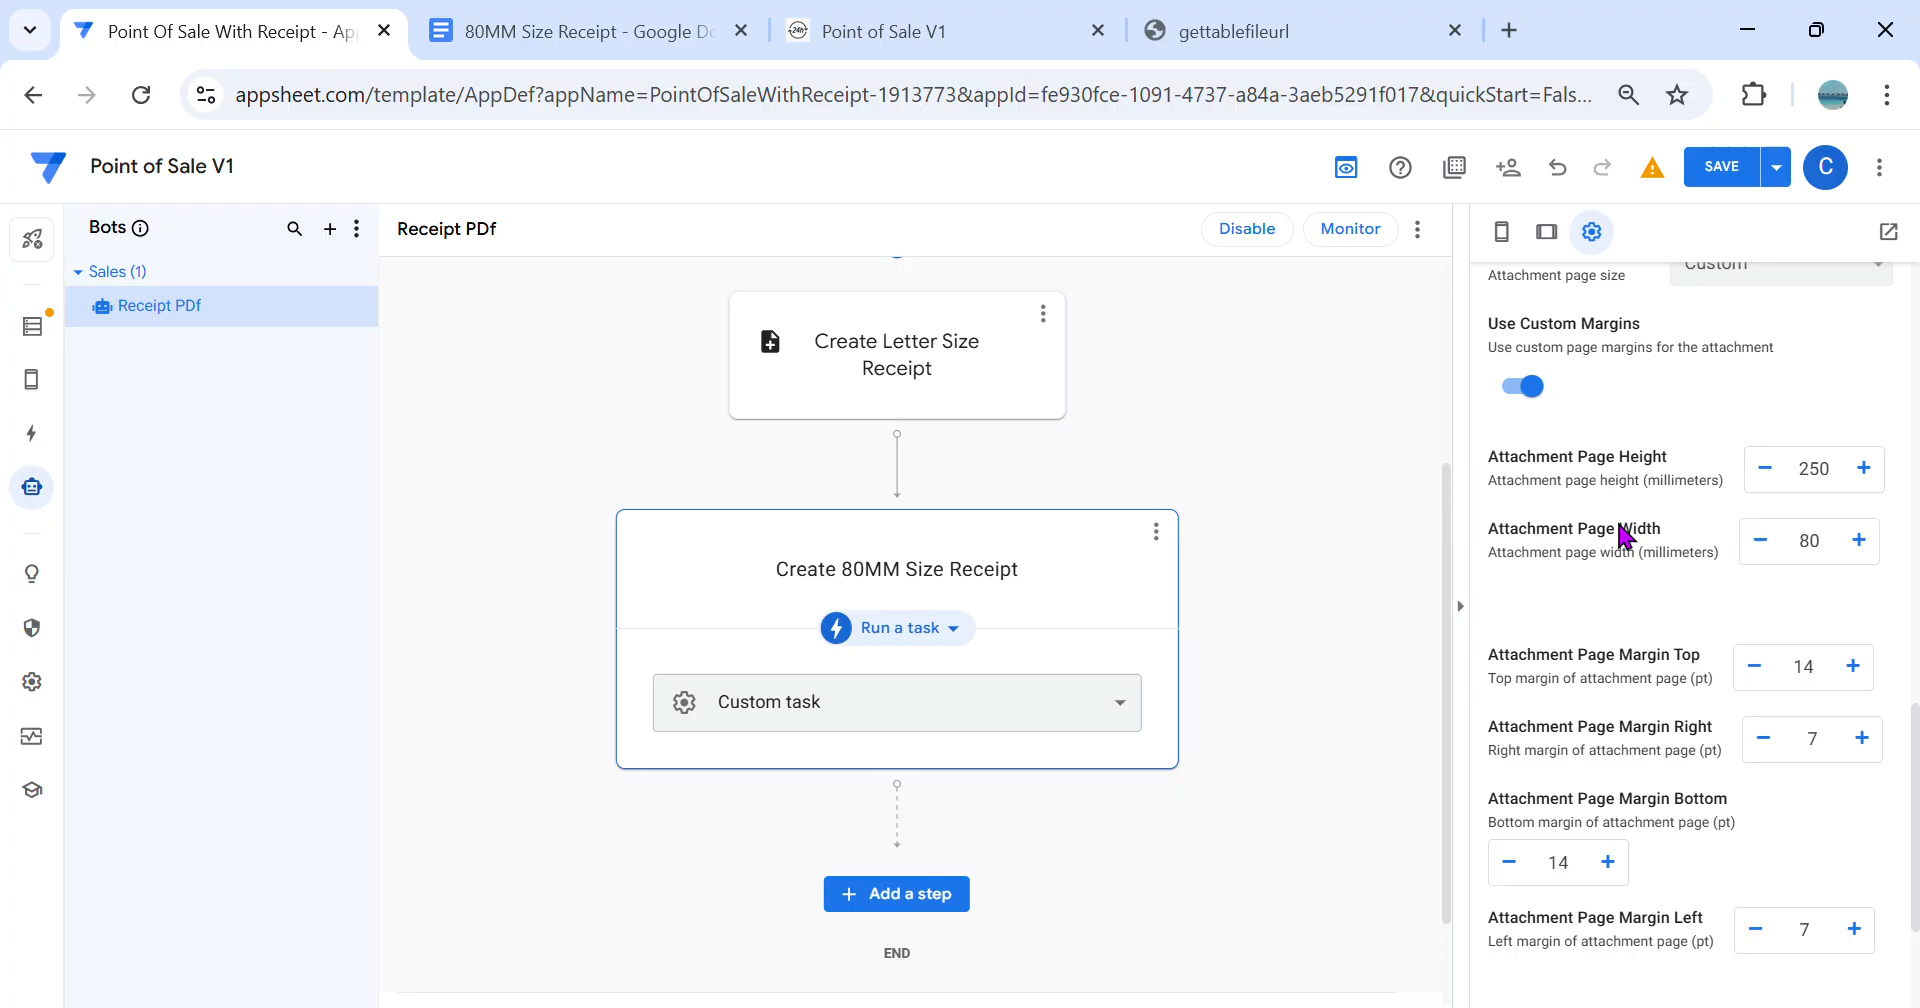 Point Of Sale With Receipt - Ap
80MM Size Receipt - Google Do
Point of Sale V1
gettablefileurl
appsheet.com/template/AppDef?appName=PointOfSaleWithReceipt-1913773&appId=fe930fce-1091-4737-a84a-3aeb5291f017&quickStart=Fals...
Point of Sale V1
SAVE
C
Bots
Receipt PDf
Disable
Monitor
Sales (1)
Receipt PDf
Create Letter Size
Receipt
Create 80MM Size Receipt
Run a task
Custom task
Add a step
END
Attachment page size
Custom
Use Custom Margins
Use custom page margins for the attachment
Attachment Page Height
Attachment page height (millimeters)
250
Attachment Page Width
Attachment page width (millimeters)
80
Attachment Page Margin Top
Top margin of attachment page (pt)
14
Attachment Page Margin Right
Right margin of attachment page (pt)
7
Attachment Page Margin Bottom
Bottom margin of attachment page (pt)
14
Attachment Page Margin Left
Left margin of attachment page (pt)
7